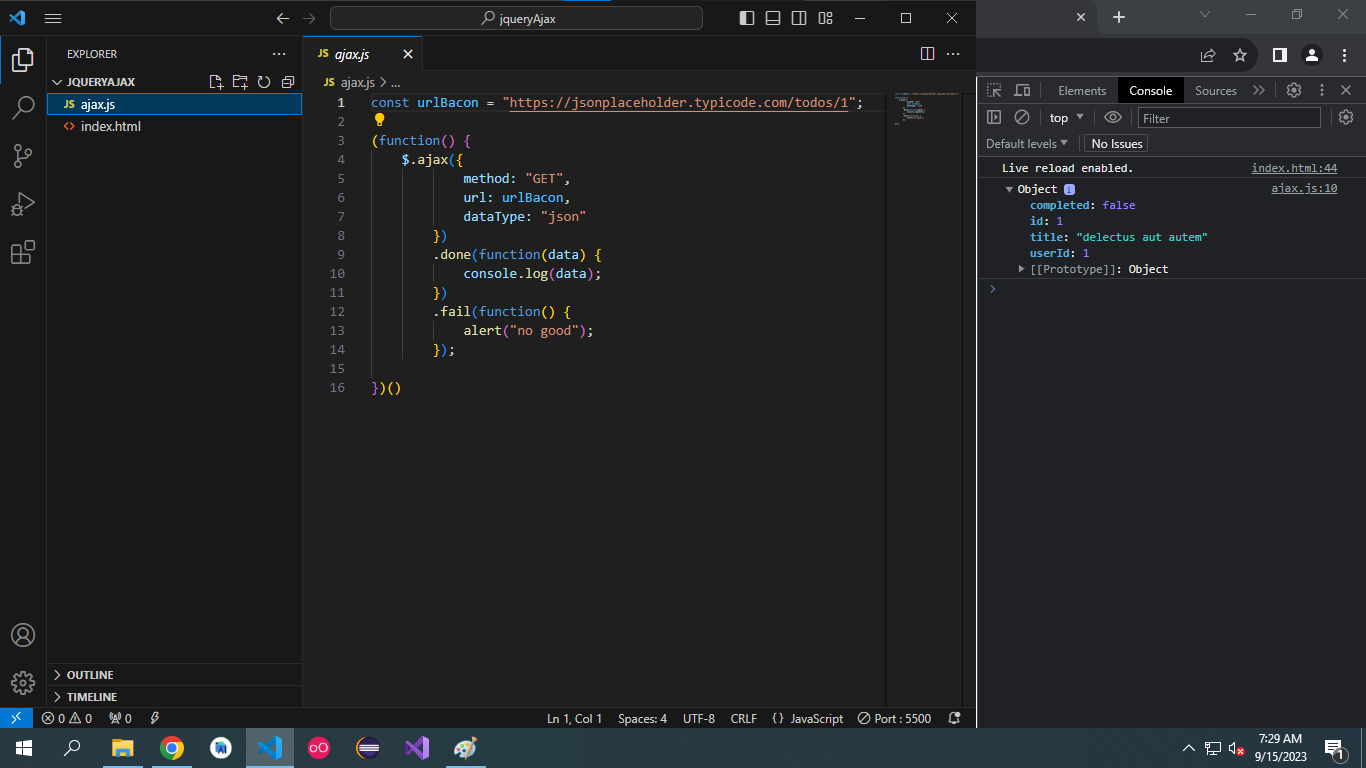 jqueryAjax
EXPLORER
JQUERYAJAX
JS ajax.js
index.html
OUTLINE
TIMELINE
JS ajax.js
JS ajax.js > ...
1 const urlBacon = "https://jsonplaceholder.typicode.com/todos/1";
2
3 (function() {
4 $.ajax({
5 method: "GET",
6 url: urlBacon,
7 dataType: "json"
8 })
9 .done(function(data) {
10 console.log(data);
11 })
12 .fail(function() {
13 alert("no good");
14 });
15
16 })()
Elements Console Sources
top Filter
Default levels No Issues
Live reload enabled. index.html:44
Object i ajax.js:10
completed: false
id: 1
title: "delectus aut autem"
userId: 1
[[Prototype]]: Object
0 0 0 Ln 1, Col 1 Spaces: 4 UTF-8 CRLF {} JavaScript Port : 5500
7:29 AM
9/15/2023
1